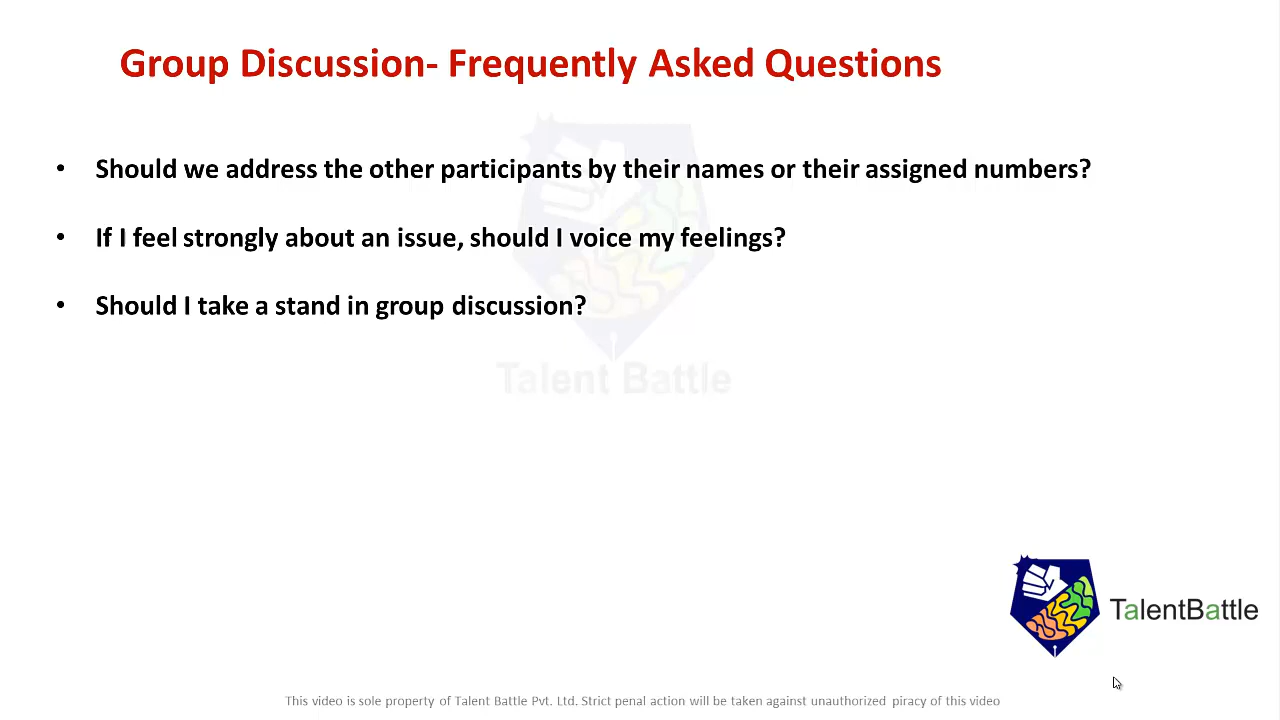 Group Discussion- Frequently Asked Questions
• Should we address the other participants by their names or their assigned numbers?
• If I feel strongly about an issue, should I voice my feelings?
• Should I take a stand in group discussion?
Talent Battle
TalentBattle
This video is sole property of Talent Battle Pvt. Ltd. Strict penal action will be taken against unauthorized piracy of this video